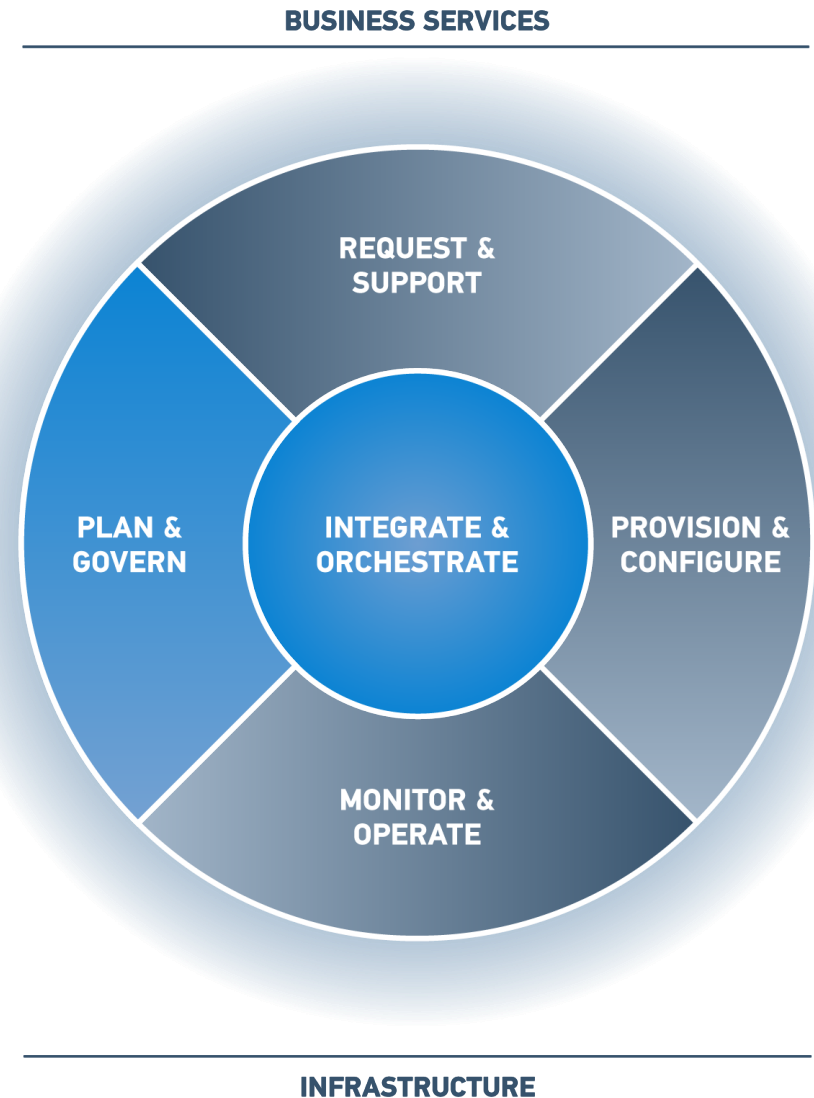 BUSINESS SERVICES
REQUEST &
SUPPORT
PLAN &
GOVERN
INTEGRATE &
ORCHESTRATE
PROVISION &
CONFIGURE
MONITOR &
OPERATE
INFRASTRUCTURE